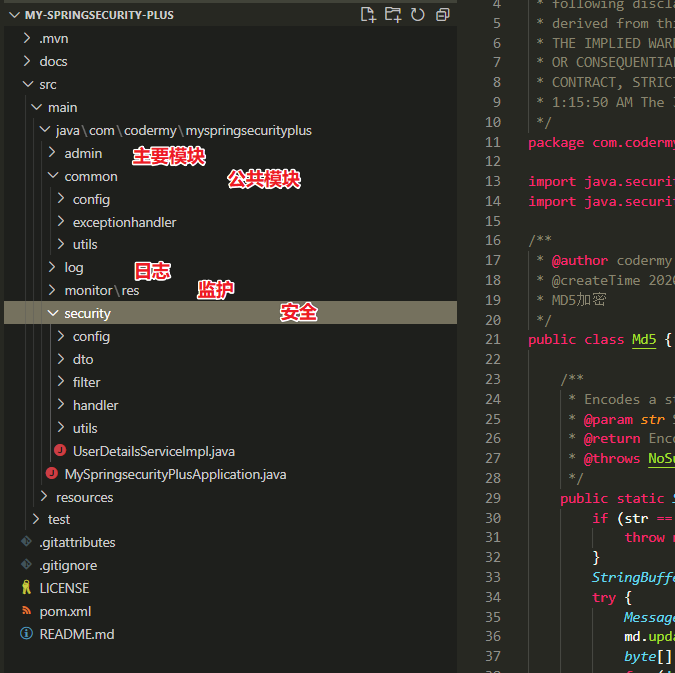 MY-SPRINGSECURITY-PLUS
.mvn
docs
src
main
java\com\codermy\myspringsecurityplus
admin 主要模块
common 公共模块
config
exceptionhandler
utils
log 日志
monitor\res 监护
security 安全
config
dto
filter
handler
utils
UserDetailsServiceImpl.java
MySpringsecurityPlusApplication.java
resources
test
.gitattributes
.gitignore
LICENSE
pom.xml
README.md
4 * following discla
5 * derived from thi
6 * THE IMPLIED WAR
7 * OR CONSEQUENTIA
8 * CONTRACT, STRIC
9 * 1:15:50 AM The
10 */
11 package com.codermy
12
13 import java.securit
14 import java.securit
15
16 /**
17 * @author codermy
18 * @createTime 202
19 * MD5加密
20 */
21 public class Md5 {
22
23 /**
24 * Encodes a st
25 * @param str
26 * @return Enco
27 * @throws NoSu
28 */
29 public static
30 if (str ==
31 throw
32 }
33 StringBuffe
34 try {
35 Message
36 md.upda
37 byte[]